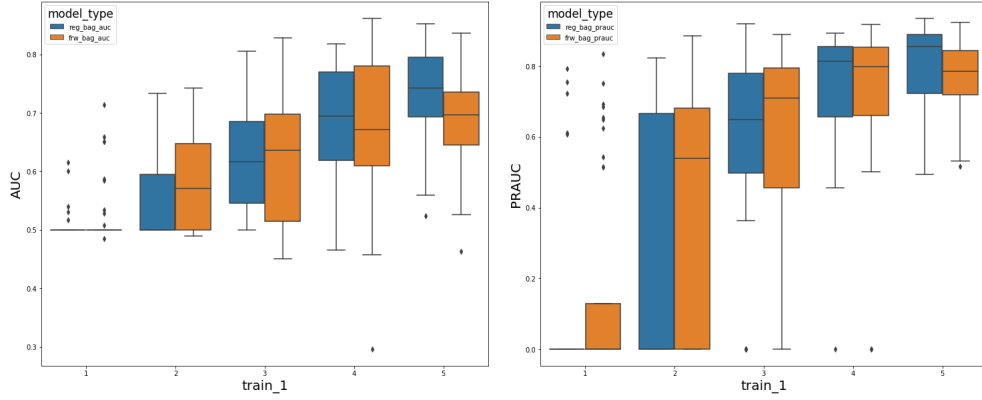 model_type
reg_bag_auc
frw_bag_auc
AUC
0.8
0.7
0.6
0.5
0.4
0.3
1 2 3 4 5
train_1
model_type
reg_bag_prauc
frw_bag_prauc
PRAUC
0.8
0.6
0.4
0.2
0.0
1 2 3 4 5
train_1